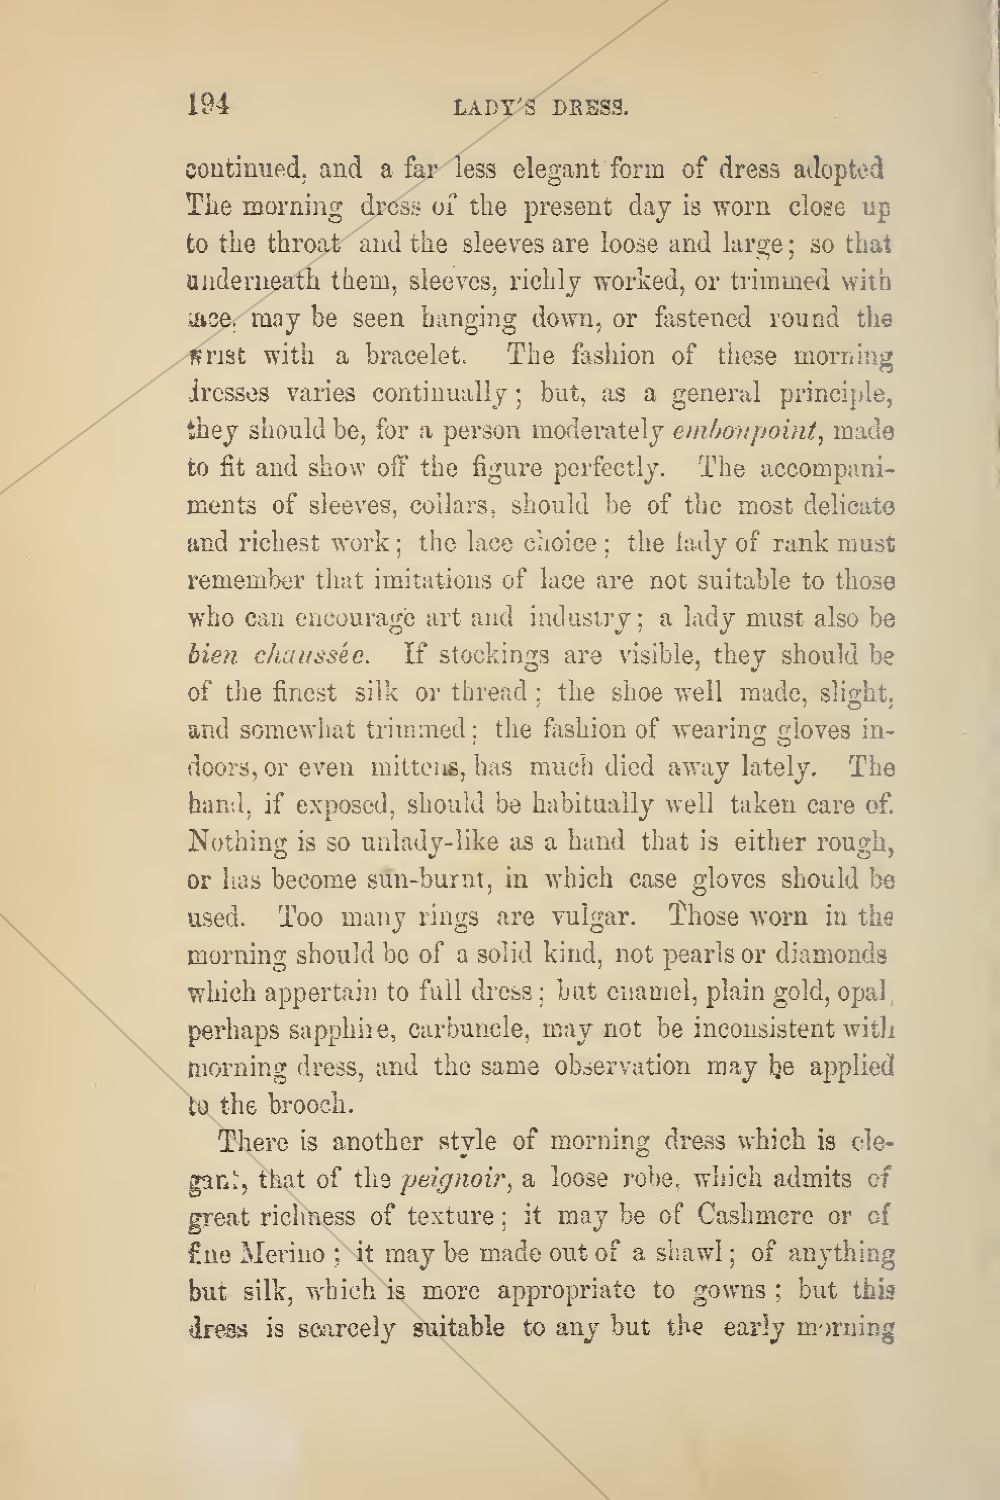 194
LADY'S DRESS.
continued, and a far less elegant form of dress adopted
The morning dress of the present day is worn close up
to the throat and the sleeves are loose and large; so that
underneath them, sleeves, richly worked, or trimmed with
lace, may be seen hanging down, or fastened round the
wrist with a bracelet. The fashion of these morning
dresses varies continually; but, as a general principle,
they should be, for a person moderately embonpoint, made
to fit and show off the figure perfectly. The accompani-
ments of sleeves, collars, should be of the most delicate
and richest work; the lace choice; the lady of rank must
remember that imitations of lace are not suitable to those
who can encourage art and industry; a lady must also be
bien chaussée. If stockings are visible, they should be
of the finest silk or thread; the shoe well made, slight,
and somewhat trimmed; the fashion of wearing gloves in-
doors, or even mittens, has much died away lately. The
hand, if exposed, should be habitually well taken care of.
Nothing is so unlady-like as a hand that is either rough,
or has become sun-burnt, in which case gloves should be
used. Too many rings are vulgar. Those worn in the
morning should be of a solid kind, not pearls or diamonds
which appertain to full dress; but enamel, plain gold, opal,
perhaps sapphire, carbuncle, may not be inconsistent with
morning dress, and the same observation may be applied
to the brooch.
There is another style of morning dress which is ele-
gant, that of the peignoir, a loose robe, which admits of
great richness of texture; it may be of Cashmere or of
fine Merino; it may be made out of a shawl; of anything
but silk, which is more appropriate to gowns; but this
dress is scarcely suitable to any but the early morning